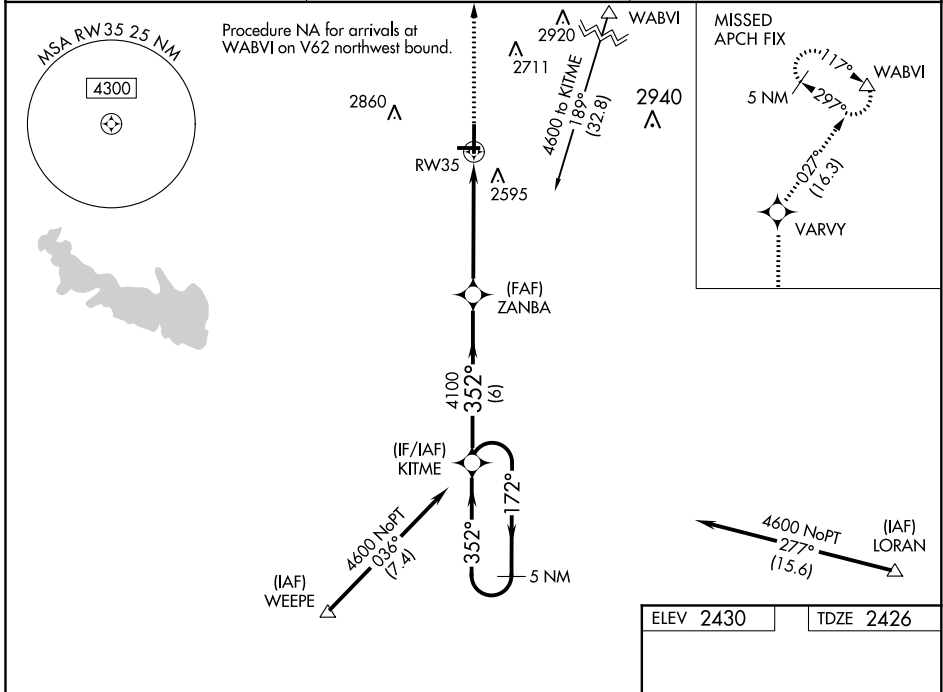 MSA RW35 25 NM
4300
Procedure NA for arrivals at
WABVI on V62 northwest bound.
2860
2920
2711
WABVI
4600 to KITME
189°
(32.8)
2940
RW35
2595
MISSED
APCH FIX
117°
WABVI
5 NM
297°
027°
(16.3)
VARVY
(FAF)
ZANBA
4100
352°
(6)
(IF/IAF)
KITME
172°
352°
5 NM
4600 NoPT
036°
(7.4)
(IAF)
WEEPE
4600 NoPT
277°
(15.6)
(IAF)
LORAN
ELEV 2430
TDZE 2426